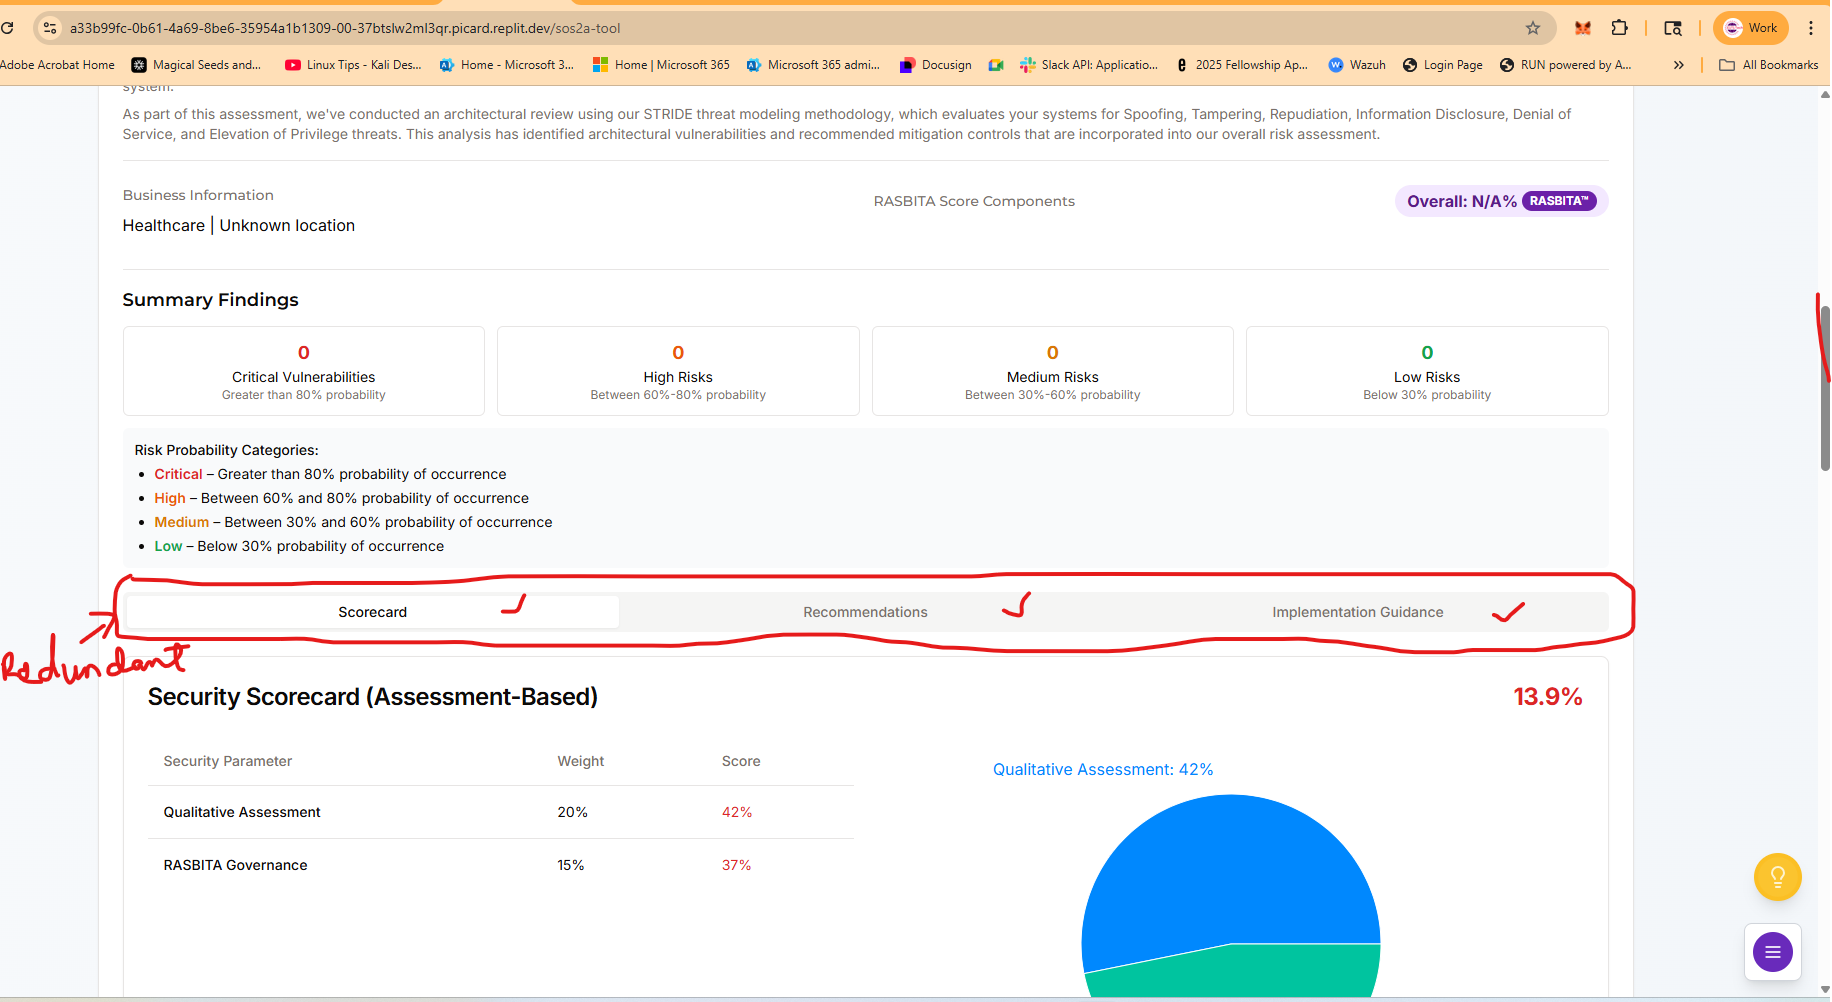 a33b99fc-0b61-4a69-8be6-35954a1b1309-00-37btslw2ml3qr.picard.replit.dev/sos2a-tool
Work
Adobe Acrobat Home
Magical Seeds and...
Linux Tips - Kali Des...
Home - Microsoft 3...
Home | Microsoft 365
Microsoft 365 admi...
Docusign
Slack API: Applicatio...
2025 Fellowship Ap...
Wazuh
Login Page
RUN powered by A...
All Bookmarks
system.
As part of this assessment, we've conducted an architectural review using our STRIDE threat modeling methodology, which evaluates your systems for Spoofing, Tampering, Repudiation, Information Disclosure, Denial of
Service, and Elevation of Privilege threats. This analysis has identified architectural vulnerabilities and recommended mitigation controls that are incorporated into our overall risk assessment.
Business Information
RASBITA Score Components
Overall: N/A% RASBITA™
Healthcare | Unknown location
Summary Findings
0
Critical Vulnerabilities
Greater than 80% probability
0
High Risks
Between 60%-80% probability
0
Medium Risks
Between 30%-60% probability
0
Low Risks
Below 30% probability
Risk Probability Categories:
• Critical – Greater than 80% probability of occurrence
• High – Between 60% and 80% probability of occurrence
• Medium – Between 30% and 60% probability of occurrence
• Low – Below 30% probability of occurrence
Scorecard
Recommendations
Implementation Guidance
Redundant
Security Scorecard (Assessment-Based)
13.9%
Security Parameter Weight Score
Qualitative Assessment 20% 42%
RASBITA Governance 15% 37%
Qualitative Assessment: 42%